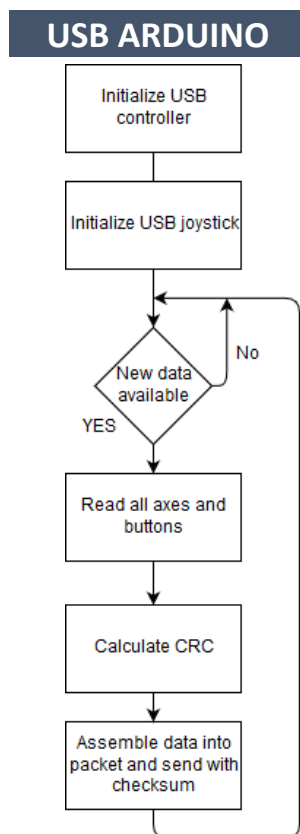 USB ARDUINO
Initialize USB
controller
Initialize USB joystick
No
New data
available
YES
Read all axes and
buttons
Calculate CRC
Assemble data into
packet and send with
checksum